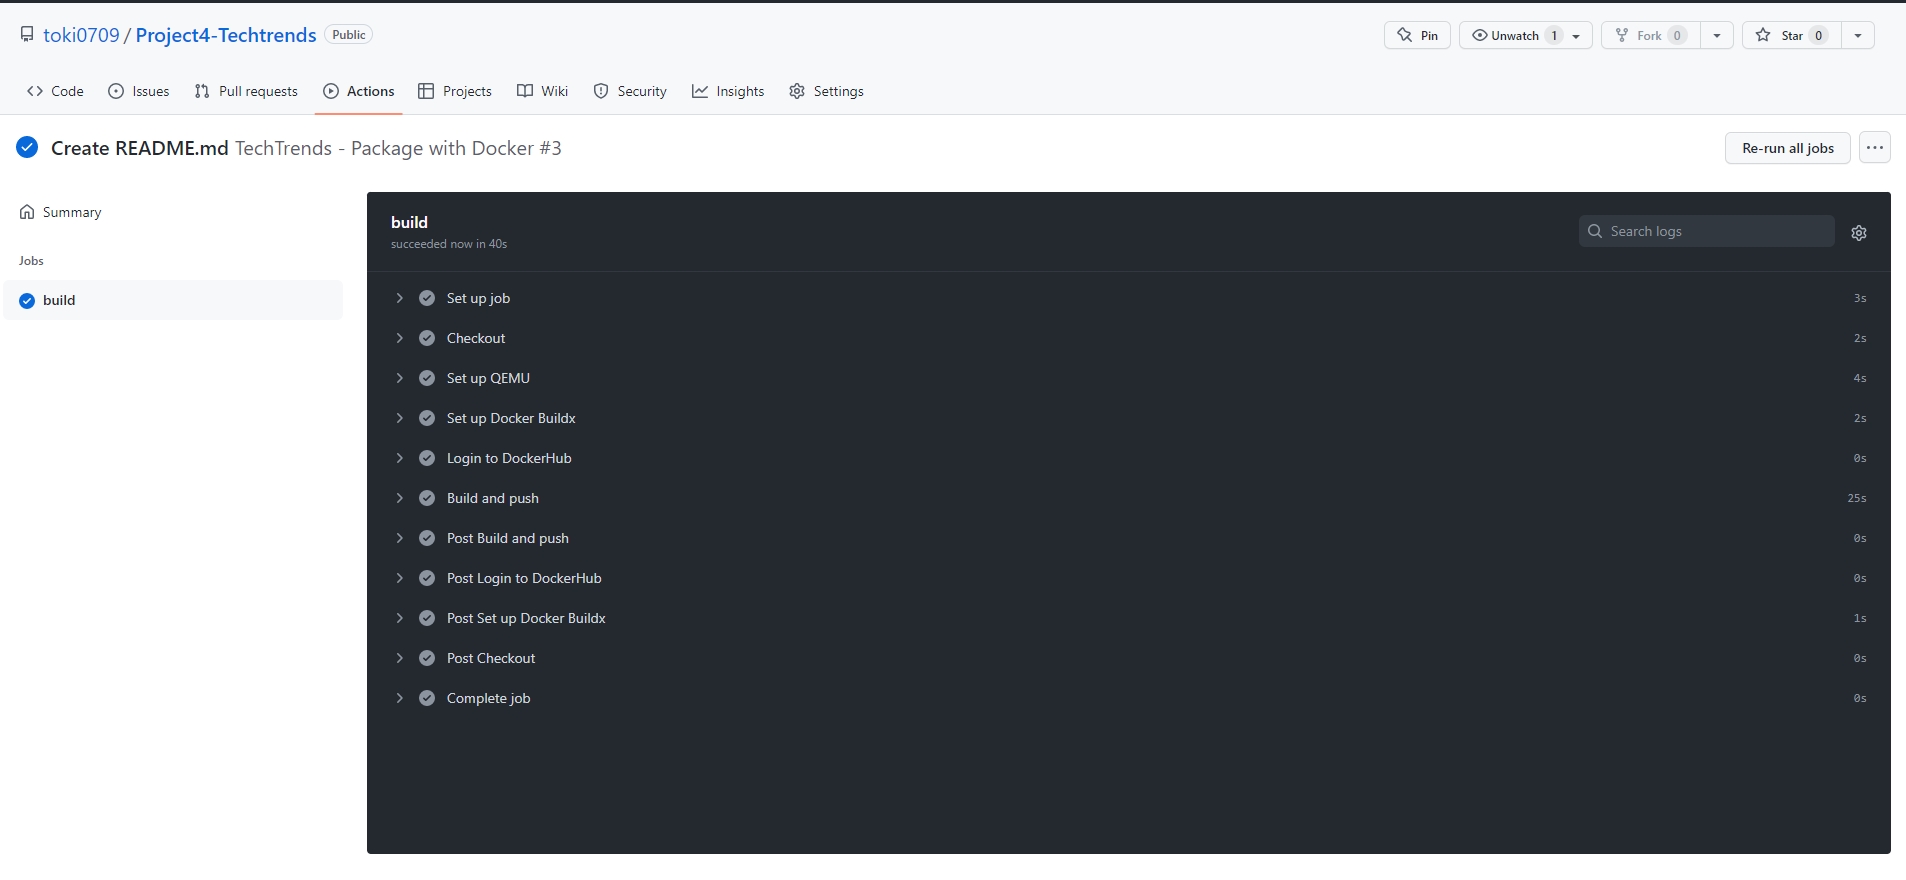 toki0709 / Project4-Techtrends Public Pin Unwatch 1 Fork 0 Star 0
Code Issues Pull requests Actions Projects Wiki Security Insights Settings
Create README.md TechTrends - Package with Docker #3 Re-run all jobs ...
Summary
Jobs
build
build
succeeded now in 40s
Search logs
Set up job 3s
Checkout 2s
Set up QEMU 4s
Set up Docker Buildx 2s
Login to DockerHub 0s
Build and push 25s
Post Build and push 0s
Post Login to DockerHub 0s
Post Set up Docker Buildx 1s
Post Checkout 0s
Complete job 0s